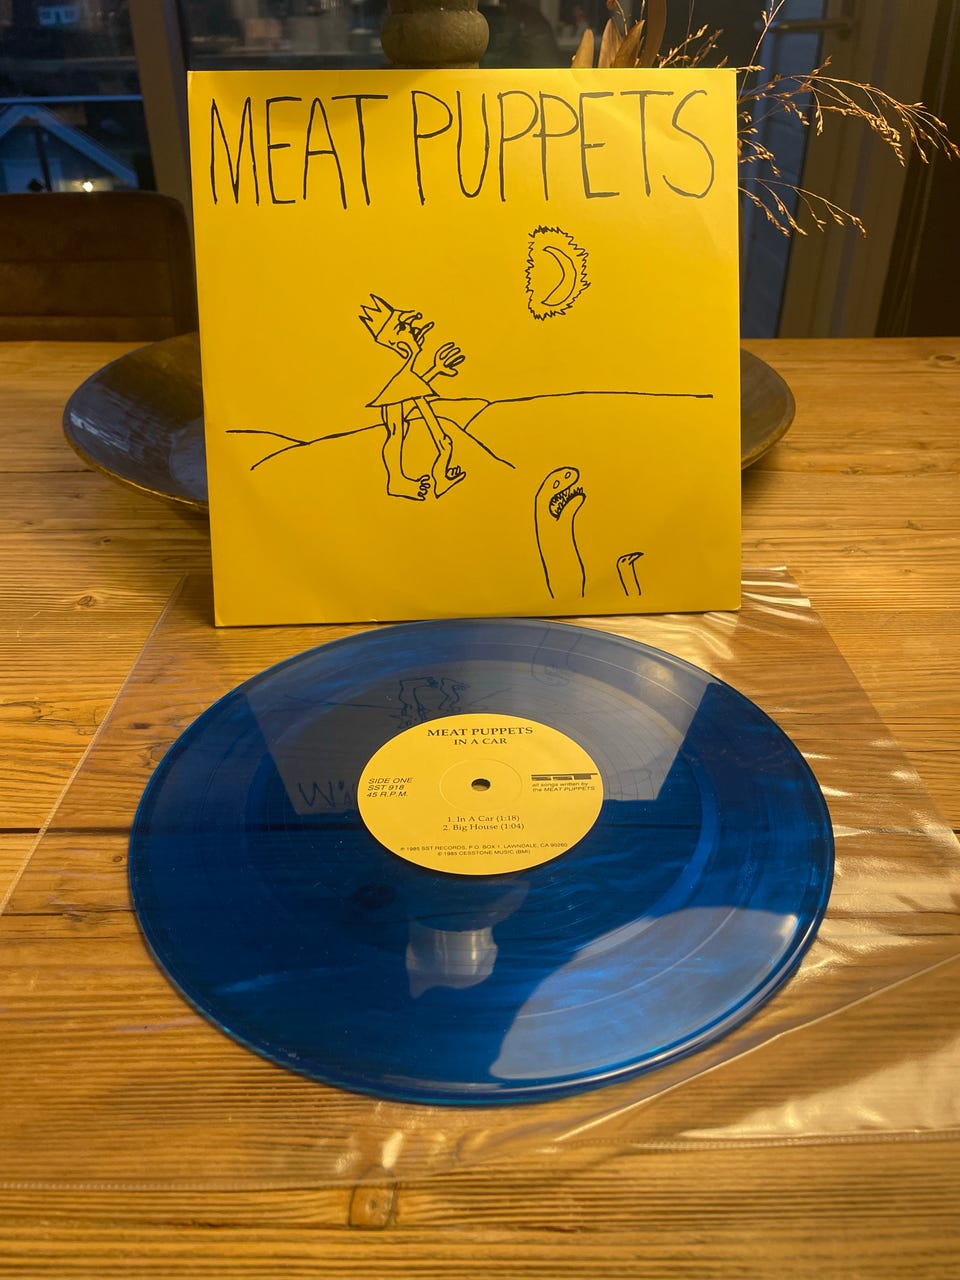 MEAT PUPPETS
MEAT PUPPETS
IN A CAR
SIDE ONE
SST 918
45 R.P.M.
SST
all songs written by
the MEAT PUPPETS
1. In A Car (1:18)
2. Big House (1:04)
℗ 1985 SST RECORDS, P.O. BOX 1, LAWNDALE, CA 90260
© 1985 CESSTONE MUSIC (BMI)